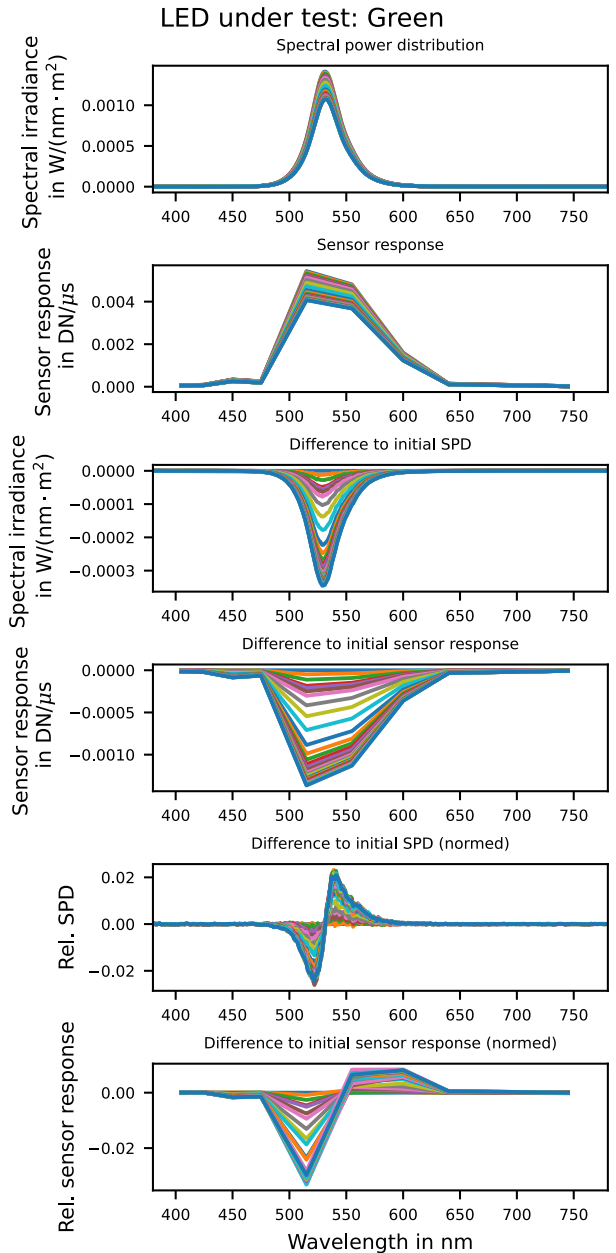 LED under test: Green
Spectral power distribution
Spectral irradiance
in W/(nm · m²)
0.0010
0.0005
0.0000
400 450 500 550 600 650 700 750
Sensor response
Sensor response
in DN/μs
0.004
0.002
0.000
400 450 500 550 600 650 700 750
Difference to initial SPD
Spectral irradiance
in W/(nm · m²)
0.0000
−0.0001
−0.0002
−0.0003
400 450 500 550 600 650 700 750
Difference to initial sensor response
Sensor response
in DN/μs
0.0000
−0.0005
−0.0010
400 450 500 550 600 650 700 750
Difference to initial SPD (normed)
Rel. SPD
0.02
0.00
−0.02
400 450 500 550 600 650 700 750
Difference to initial sensor response (normed)
Rel. sensor response
0.00
−0.02
400 450 500 550 600 650 700 750
Wavelength in nm